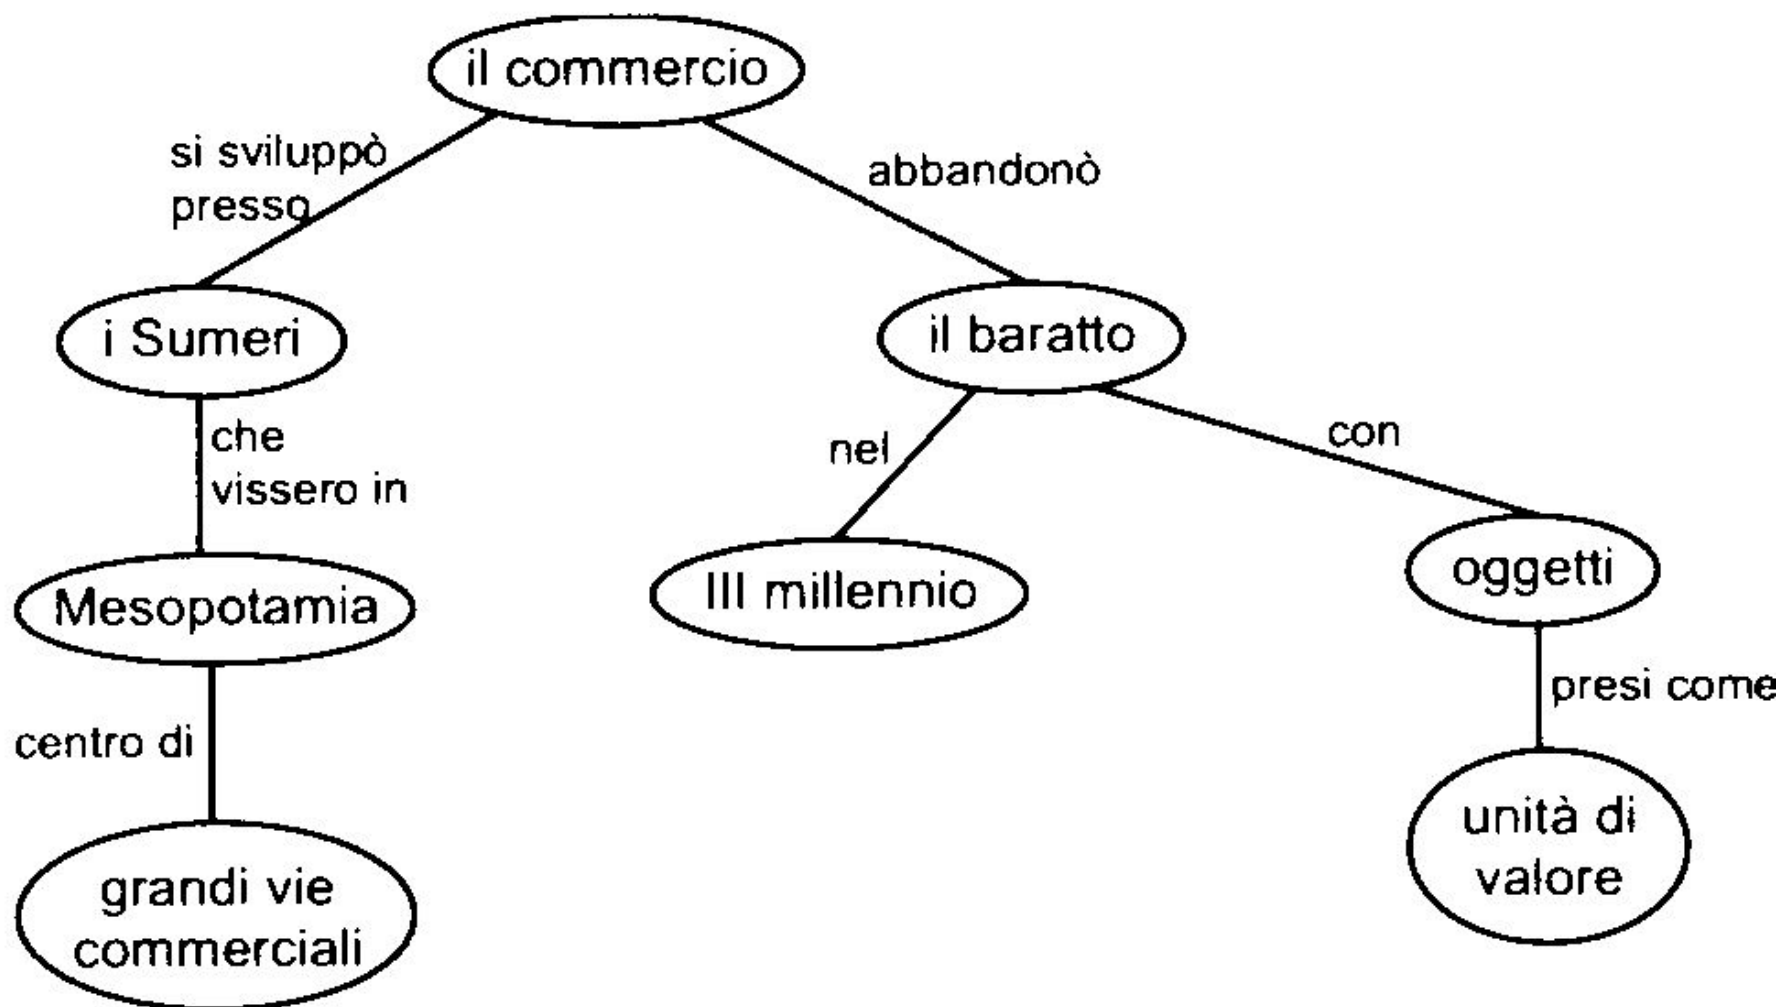 il commercio
si sviluppò
presso
abbandonò
i Sumeri
il baratto
che
vissero in
nel
con
Mesopotamia
III millennio
oggetti
centro di
presi come
grandi vie
commerciali
unità di
valore